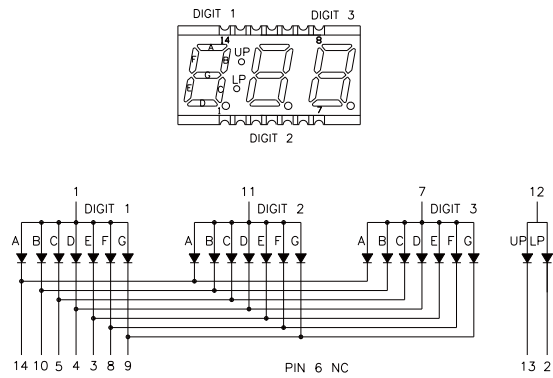 DIGIT 1 DIGIT 3
14 8
A UP
F B
G
LP
E C
D
1 7
DIGIT 2
1 11 7 12
DIGIT 1 DIGIT 2 DIGIT 3
A B C D E F G A B C D E F G A B C D E F G UP LP
14 10 5 4 3 8 9 PIN 6 NC 13 2